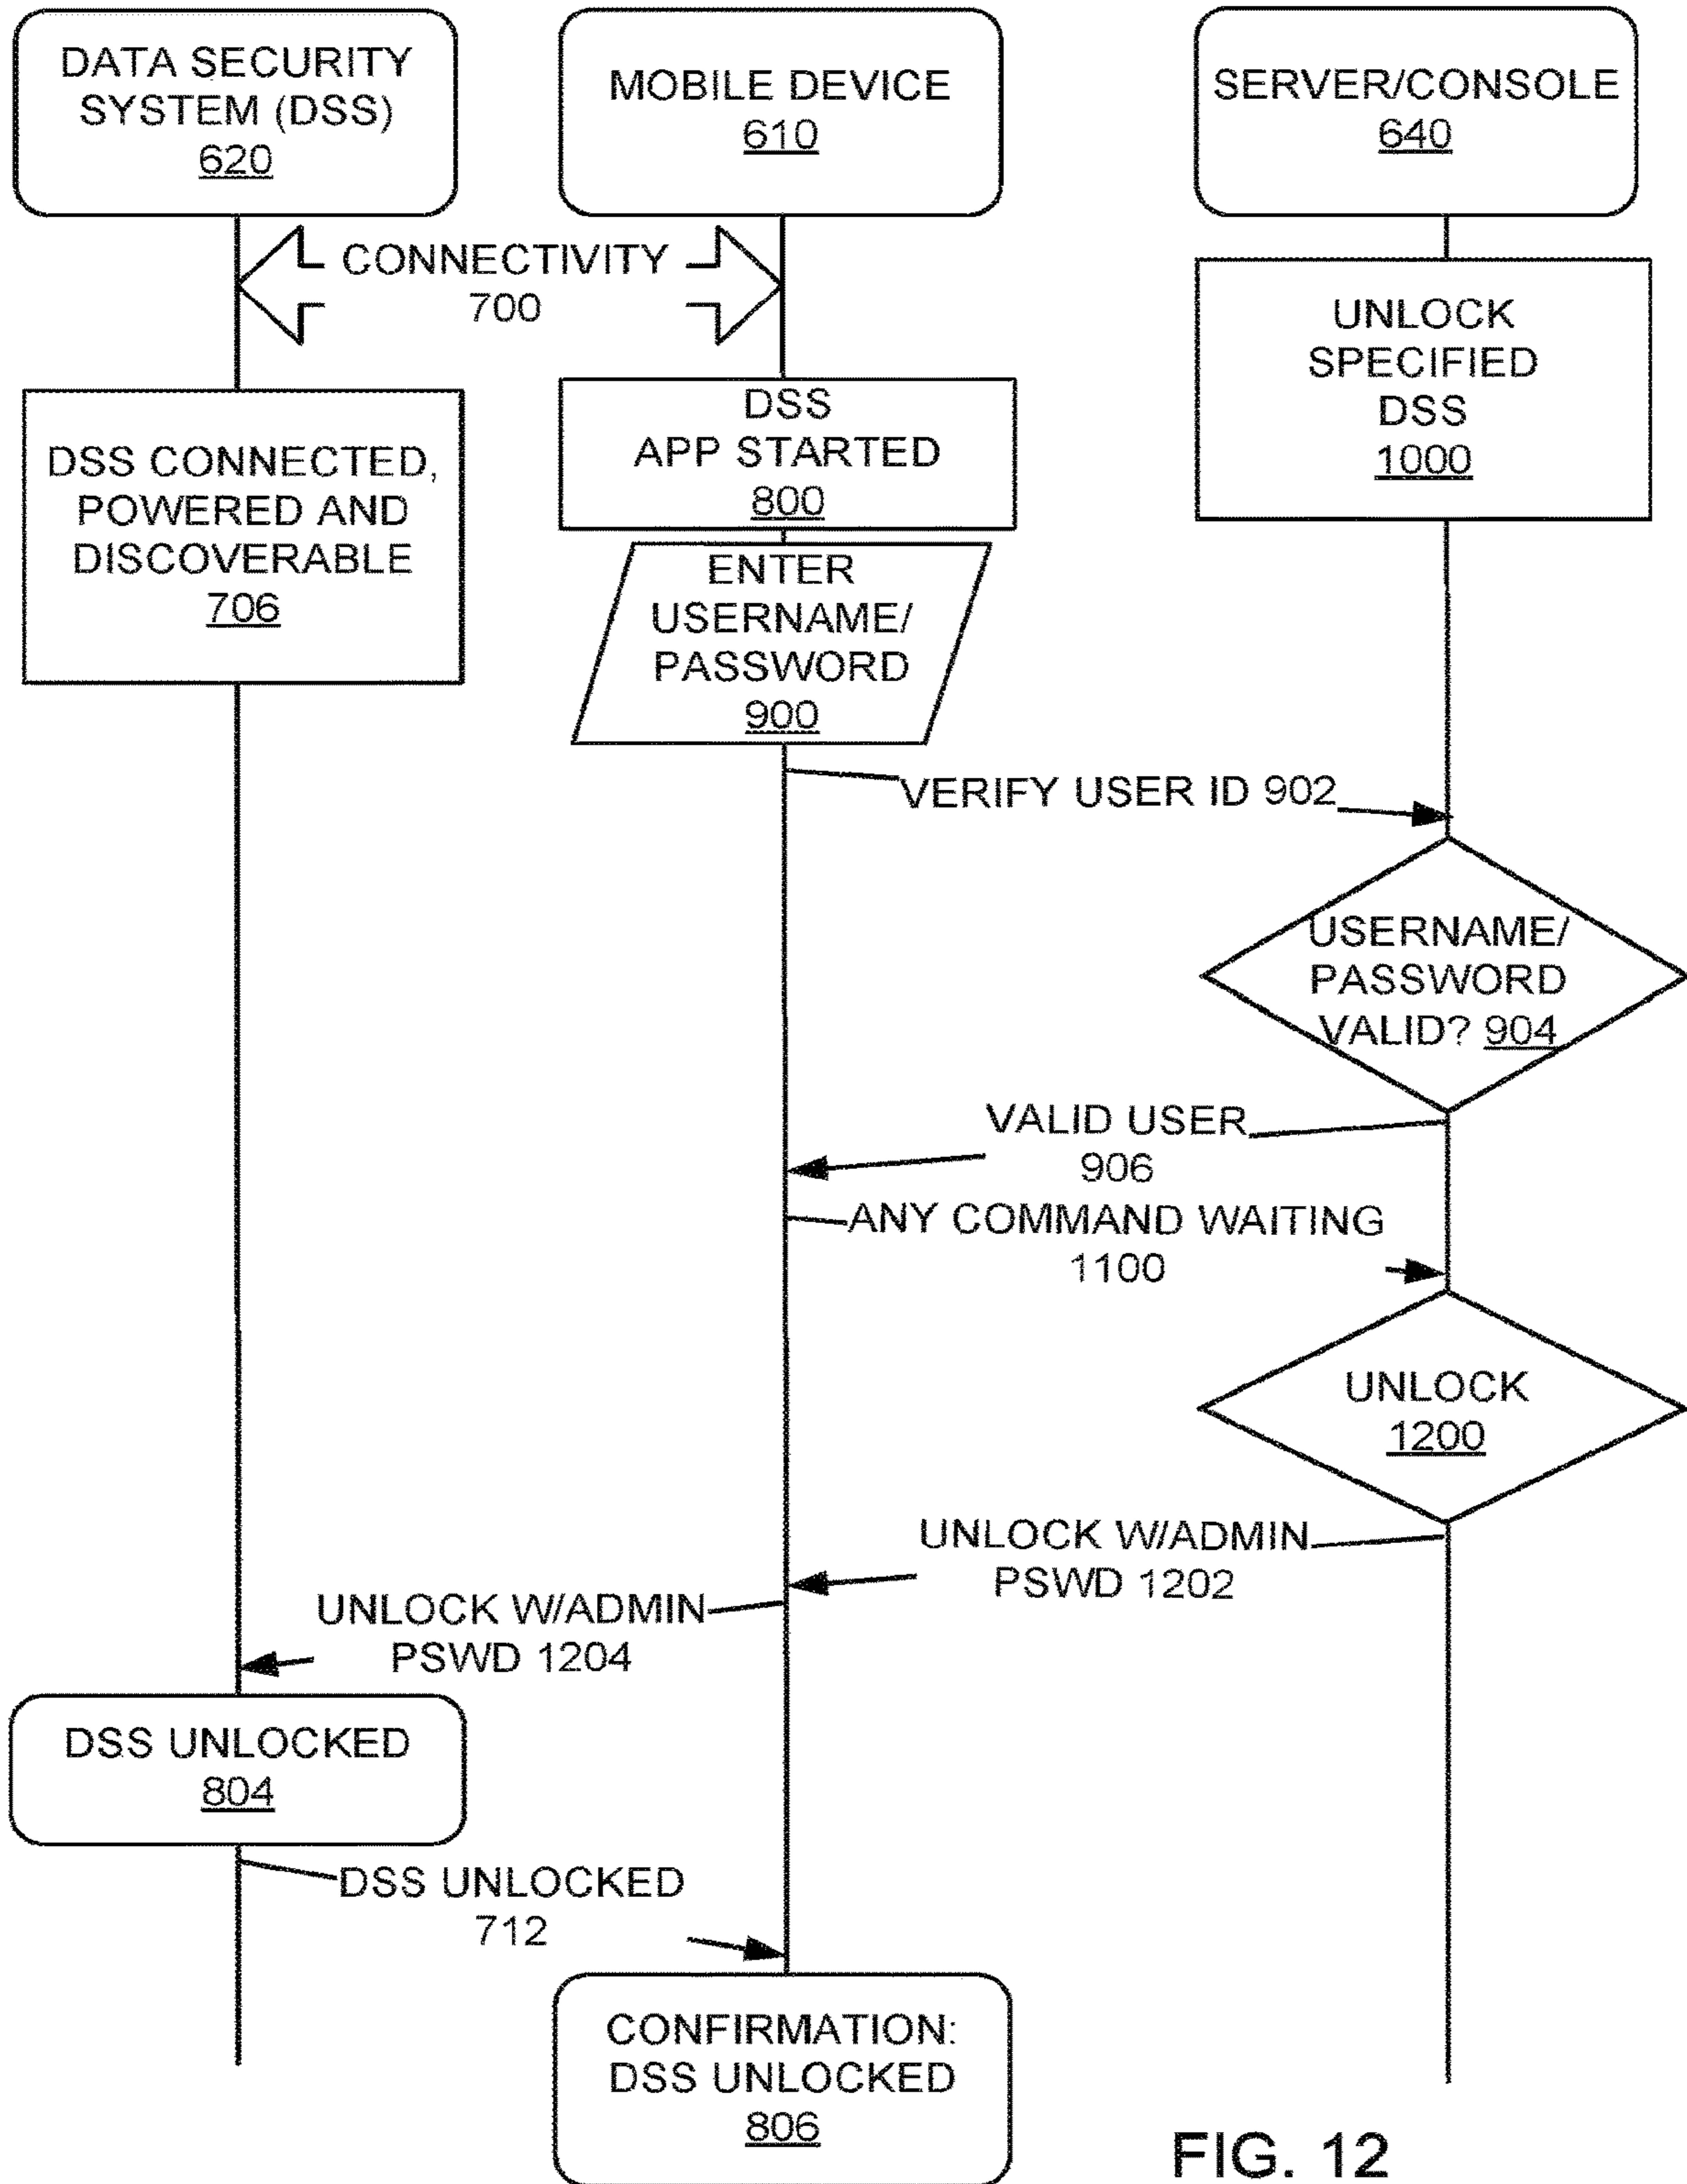 DATA SECURITY
SYSTEM (DSS)
620
MOBILE DEVICE
610
SERVER/CONSOLE
640
CONNECTIVITY
700
UNLOCK
SPECIFIED
DSS
1000
DSS CONNECTED,
POWERED AND
DISCOVERABLE
706
DSS
APP STARTED
800
ENTER
USERNAME/
PASSWORD
900
VERIFY USER ID 902
USERNAME/
PASSWORD
VALID? 904
VALID USER
906
ANY COMMAND WAITING
1100
UNLOCK
1200
UNLOCK W/ADMIN
PSWD 1202
UNLOCK W/ADMIN
PSWD 1204
DSS UNLOCKED
804
DSS UNLOCKED
712
CONFIRMATION:
DSS UNLOCKED
806
FIG. 12